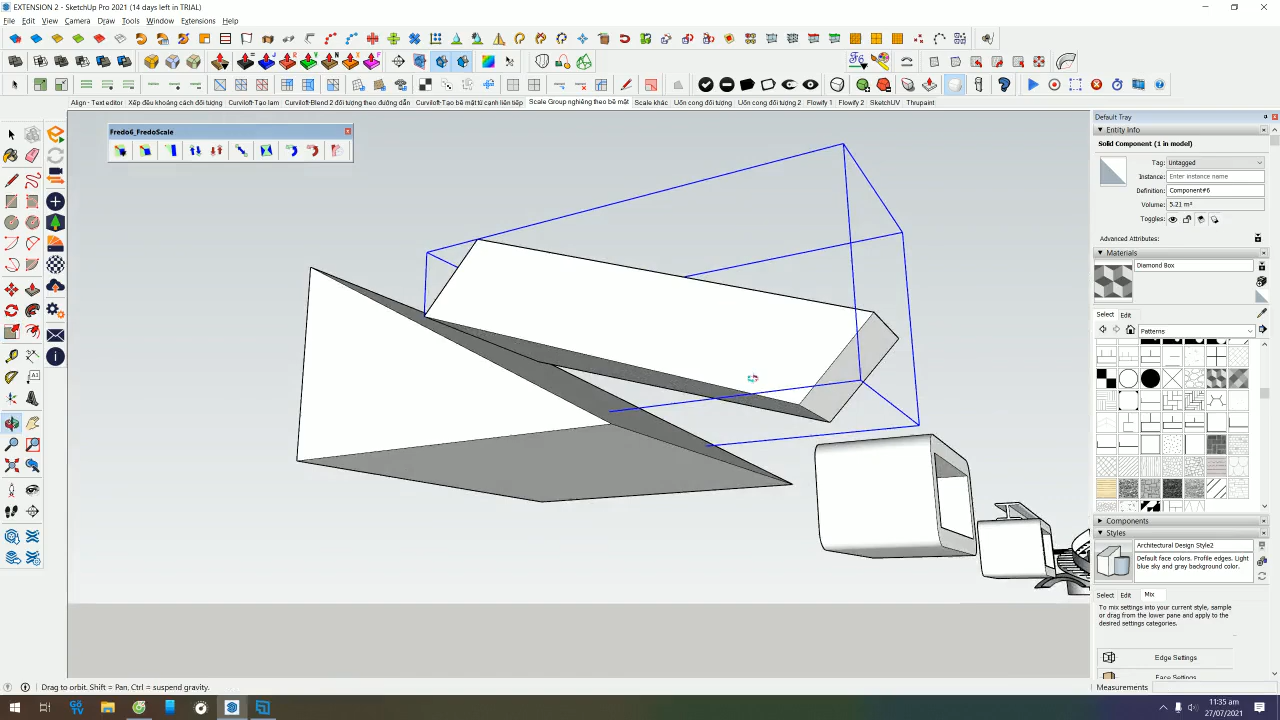 EXTENSION 2 - SketchUp Pro 2021 (14 days left in TRIAL)
File Edit View Camera Draw Tools Window Extensions Help
Align - Text editor Xếp đều khoảng cách đối tượng Curviloft-Tạo lam Curviloft-Blend 2 đối tượng theo đường dẫn Curviloft-Tạo bề mặt từ cạnh liên tiếp Scale Group nghiêng theo bề mặt Scale khác Uốn cong đối tượng Uốn cong đối tượng 2 Flowify 1 Flowify 2 SketchUV Thrupaint
Fredo6_FredoScale
Default Tray
Entity Info
Solid Component (1 in model)
Tag: Untagged
Instance: Enter instance name
Definition: Component#6
Volume: 5.21 m³
Toggles:
Advanced Attributes:
Materials
Diamond Box
Select Edit
Patterns
Components
Styles
Architectural Design Style2
Default face colors. Profile edges. Light
blue sky and gray background color.
Select Edit Mix
To mix settings into your current style, sample
or drag from the lower pane and apply to the
desired settings categories.
Edge Settings
Face Settings
Drag to orbit. Shift = Pan, Ctrl = suspend gravity.
Measurements
11:35 am
27/07/2021